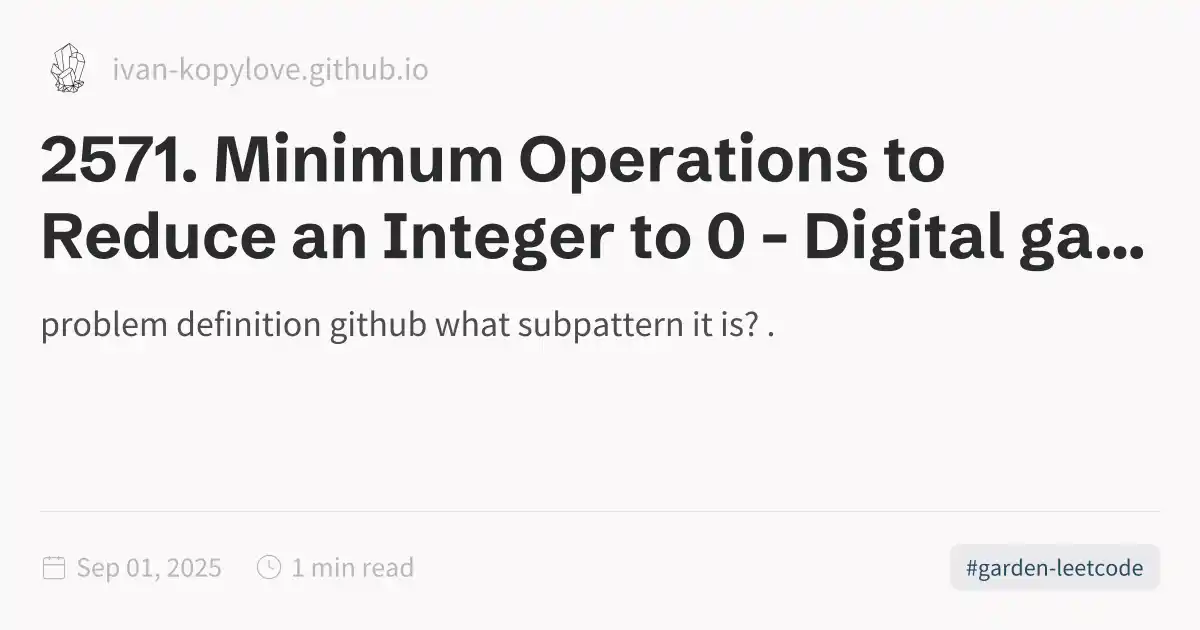 ivan-kopylove.github.io
2571. Minimum Operations to
Reduce an Integer to 0 - Digital ga...
problem definition github what subpattern it is? .
Sep 01, 2025 1 min read #garden-leetcode